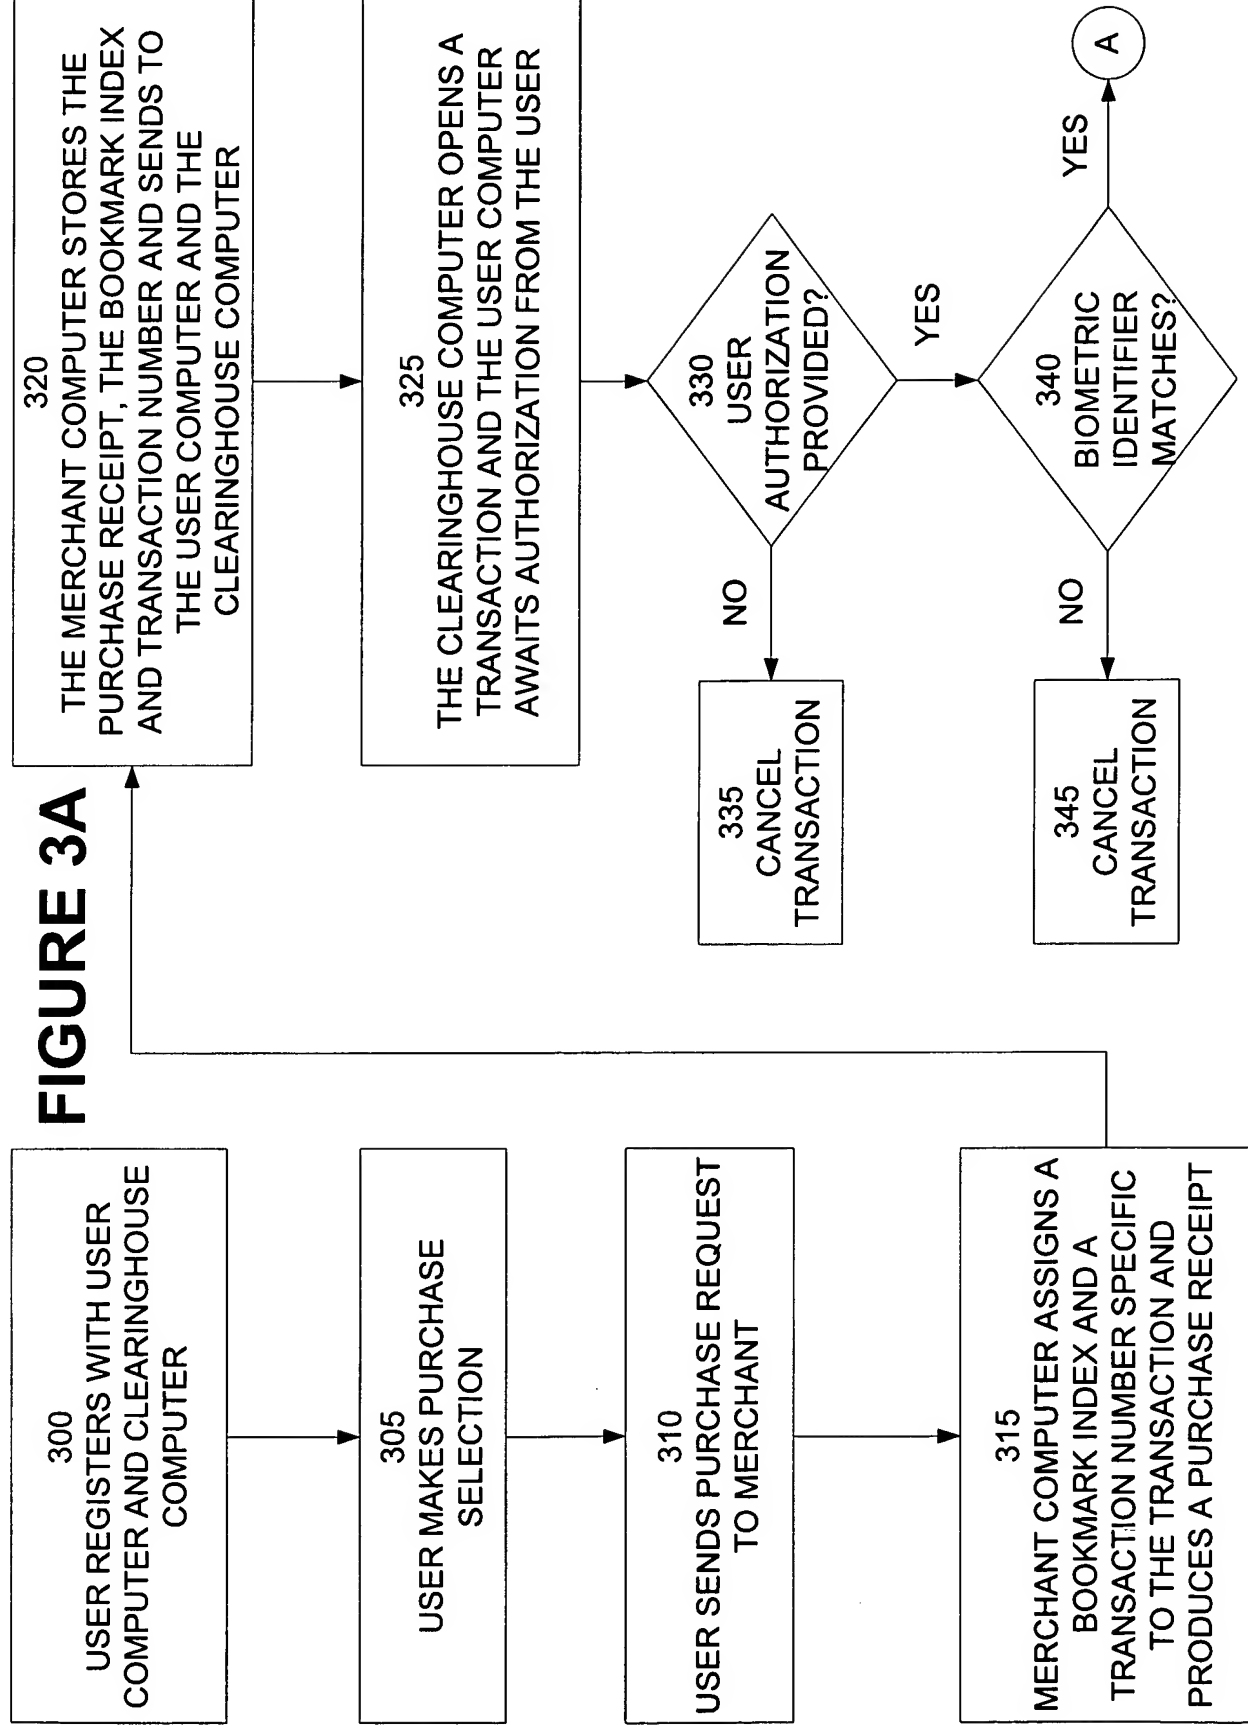 FIGURE 3A
300
USER REGISTERS WITH USER
COMPUTER AND CLEARINGHOUSE
COMPUTER
305
USER MAKES PURCHASE
SELECTION
310
USER SENDS PURCHASE REQUEST
TO MERCHANT
315
MERCHANT COMPUTER ASSIGNS A
BOOKMARK INDEX AND A
TRANSACTION NUMBER SPECIFIC
TO THE TRANSACTION AND
PRODUCES A PURCHASE RECEIPT
320
THE MERCHANT COMPUTER STORES THE
PURCHASE RECEIPT, THE BOOKMARK INDEX
AND TRANSACTION NUMBER AND SENDS TO
THE USER COMPUTER AND THE
CLEARINGHOUSE COMPUTER
325
THE CLEARINGHOUSE COMPUTER OPENS A
TRANSACTION AND THE USER COMPUTER
AWAITS AUTHORIZATION FROM THE USER
330
USER
AUTHORIZATION
PROVIDED?
NO
335
CANCEL
TRANSACTION
YES
340
BIOMETRIC
IDENTIFIER
MATCHES?
NO
345
CANCEL
TRANSACTION
YES
A